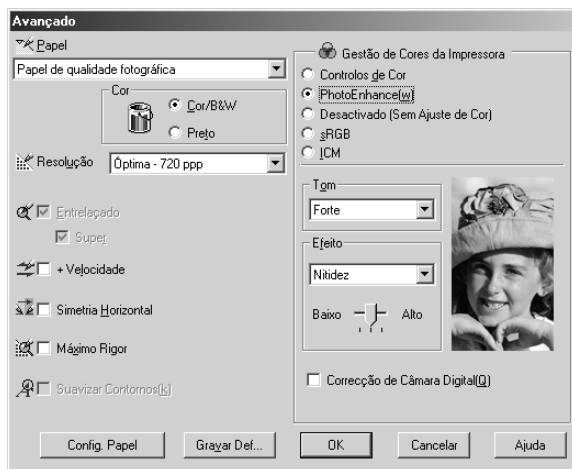 Avançado
Papel
Papel de qualidade fotográfica
Cor
Cor/B&W
Preto
Resolução
Óptima - 720 ppp
Entrelaçado
Super
+ Velocidade
Simetria Horizontal
Máximo Rigor
Suavizar Contornos(k)
Gestão de Cores da Impressora
Controlos de Cor
PhotoEnhance(w)
Desactivado (Sem Ajuste de Cor)
sRGB
ICM
Tom
Forte
Efeito
Nitidez
Baixo Alto
Correcção de Câmara Digital(Q)
Config. Papel Gravar Def... OK Cancelar Ajuda